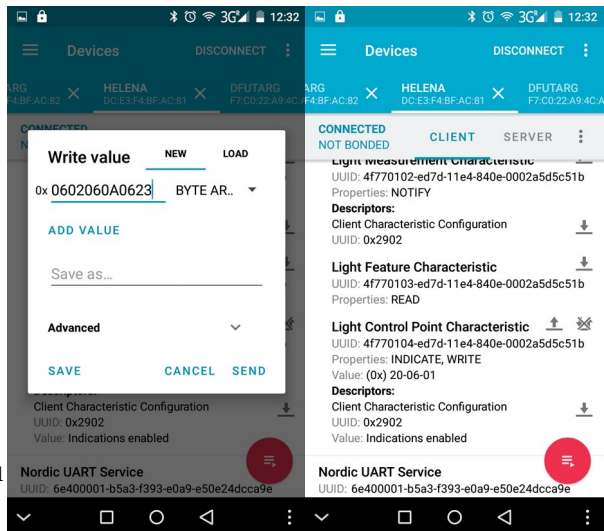 3G 12:32
Devices DISCONNECT
ARG HELENA DFUTARG
F4:BF:AC:82 DC:E3:F4:BF:AC:81 F7:C0:22:A9:4C:
CONNECTED
N
Write value NEW LOAD
0x 0602060A0623 BYTE AR..
ADD VALUE
Save as...
Advanced
SAVE CANCEL SEND
Client Characteristic Configuration
UUID: 0x2902
Value: Indications enabled
Nordic UART Service
UUID: 6e400001-b5a3-f393-e0a9-e50e24dcca9e
3G 12:32
Devices DISCONNECT
ARG HELENA DFUTARG
F4:BF:AC:82 DC:E3:F4:BF:AC:81 F7:C0:22:A9:4C:A
CONNECTED
NOT BONDED CLIENT SERVER
Light Measurement Characteristic
UUID: 4f770102-ed7d-11e4-840e-0002a5d5c51b
Properties: NOTIFY
Descriptors:
Client Characteristic Configuration
UUID: 0x2902
Light Feature Characteristic
UUID: 4f770103-ed7d-11e4-840e-0002a5d5c51b
Properties: READ
Light Control Point Characteristic
UUID: 4f770104-ed7d-11e4-840e-0002a5d5c51b
Properties: INDICATE, WRITE
Value: (0x) 20-06-01
Descriptors:
Client Characteristic Configuration
UUID: 0x2902
Value: Indications enabled
Nordic UART Service
UUID: 6e400001-b5a3-f393-e0a9-e50e24dcca9e